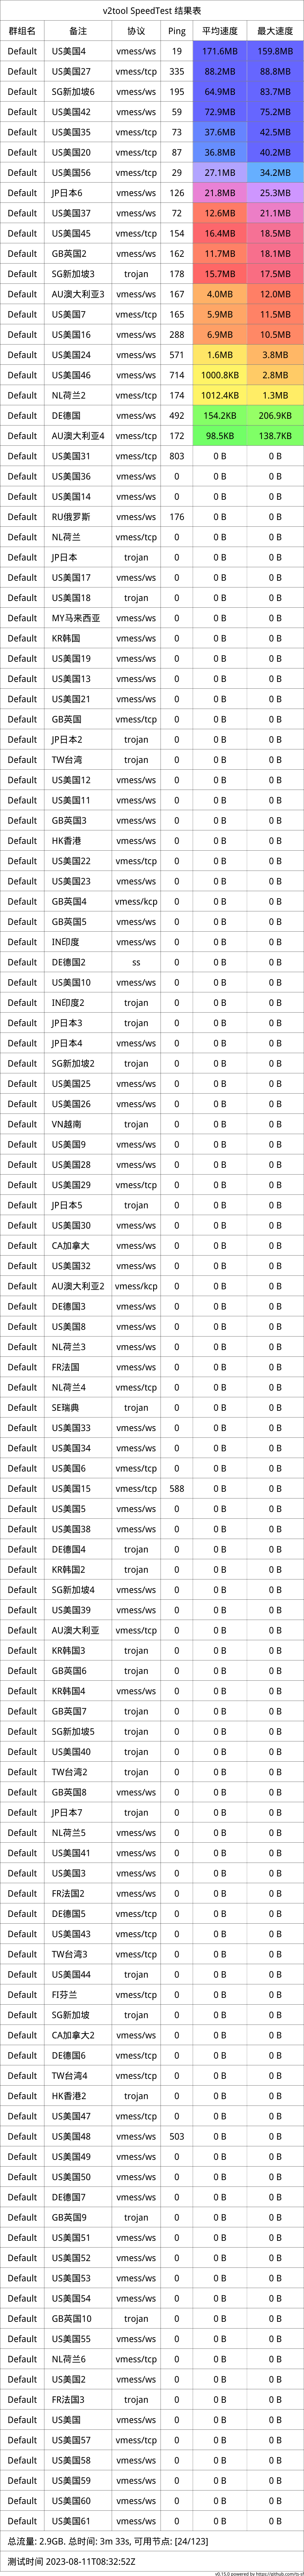 v2tool SpeedTest 结果表
群组名 备注 协议 Ping 平均速度 最大速度
Default US美国4 vmess/ws 19 171.6MB 159.8MB
Default US美国27 vmess/tcp 335 88.2MB 88.8MB
Default SG新加坡6 vmess/ws 195 64.9MB 83.7MB
Default US美国42 vmess/ws 59 72.9MB 75.2MB
Default US美国35 vmess/ws 73 37.6MB 42.5MB
Default US美国20 vmess/tcp 87 36.8MB 40.2MB
Default US美国56 vmess/ws 29 27.1MB 34.2MB
Default JP日本6 vmess/ws 126 21.8MB 25.3MB
Default US美国37 vmess/ws 72 12.6MB 21.1MB
Default US美国45 vmess/tcp 154 16.4MB 18.5MB
Default GB英国2 vmess/ws 162 11.7MB 18.1MB
Default SG新加坡3 trojan 178 15.7MB 17.5MB
Default AU澳大利亚3 vmess/ws 167 4.0MB 12.0MB
Default US美国7 vmess/tcp 165 5.9MB 11.5MB
Default US美国16 vmess/ws 288 6.9MB 10.5MB
Default US美国24 vmess/ws 571 1.6MB 3.8MB
Default US美国46 vmess/ws 714 1000.8KB 2.8MB
Default NL荷兰2 vmess/tcp 174 1012.4KB 1.3MB
Default DE德国 vmess/ws 492 154.2KB 206.9KB
Default AU澳大利亚4 vmess/tcp 172 98.5KB 138.7KB
Default US美国31 vmess/tcp 803 0 B 0 B
Default US美国36 vmess/ws 0 0 B 0 B
Default US美国14 vmess/ws 0 0 B 0 B
Default RU俄罗斯 vmess/ws 176 0 B 0 B
Default NL荷兰 vmess/tcp 0 0 B 0 B
Default JP日本 trojan 0 0 B 0 B
Default US美国17 vmess/ws 0 0 B 0 B
Default US美国18 trojan 0 0 B 0 B
Default MY马来西亚 vmess/ws 0 0 B 0 B
Default KR韩国 vmess/ws 0 0 B 0 B
Default US美国19 vmess/ws 0 0 B 0 B
Default US美国13 vmess/ws 0 0 B 0 B
Default US美国21 vmess/ws 0 0 B 0 B
Default GB英国 vmess/tcp 0 0 B 0 B
Default JP日本2 trojan 0 0 B 0 B
Default TW台湾 trojan 0 0 B 0 B
Default US美国12 vmess/ws 0 0 B 0 B
Default US美国11 vmess/ws 0 0 B 0 B
Default GB英国3 vmess/ws 0 0 B 0 B
Default HK香港 vmess/ws 0 0 B 0 B
Default US美国22 vmess/tcp 0 0 B 0 B
Default US美国23 vmess/ws 0 0 B 0 B
Default GB英国4 vmess/kcp 0 0 B 0 B
Default GB英国5 vmess/ws 0 0 B 0 B
Default IN印度 vmess/ws 0 0 B 0 B
Default DE德国2 ss 0 0 B 0 B
Default US美国10 vmess/ws 0 0 B 0 B
Default IN印度2 trojan 0 0 B 0 B
Default JP日本3 trojan 0 0 B 0 B
Default JP日本4 vmess/ws 0 0 B 0 B
Default SG新加坡2 trojan 0 0 B 0 B
Default US美国25 vmess/ws 0 0 B 0 B
Default US美国26 vmess/ws 0 0 B 0 B
Default VN越南 trojan 0 0 B 0 B
Default US美国9 vmess/ws 0 0 B 0 B
Default US美国28 vmess/ws 0 0 B 0 B
Default US美国29 vmess/tcp 0 0 B 0 B
Default JP日本5 trojan 0 0 B 0 B
Default US美国30 vmess/ws 0 0 B 0 B
Default CA加拿大 vmess/ws 0 0 B 0 B
Default US美国32 vmess/ws 0 0 B 0 B
Default AU澳大利亚2 vmess/kcp 0 0 B 0 B
Default DE德国3 vmess/ws 0 0 B 0 B
Default US美国8 vmess/ws 0 0 B 0 B
Default NL荷兰3 vmess/ws 0 0 B 0 B
Default FR法国 vmess/ws 0 0 B 0 B
Default NL荷兰4 vmess/tcp 0 0 B 0 B
Default SE瑞典 trojan 0 0 B 0 B
Default US美国33 vmess/ws 0 0 B 0 B
Default US美国34 vmess/ws 0 0 B 0 B
Default US美国6 vmess/tcp 0 0 B 0 B
Default US美国15 vmess/tcp 588 0 B 0 B
Default US美国5 vmess/ws 0 0 B 0 B
Default US美国38 vmess/ws 0 0 B 0 B
Default DE德国4 trojan 0 0 B 0 B
Default KR韩国2 trojan 0 0 B 0 B
Default SG新加坡4 vmess/ws 0 0 B 0 B
Default US美国39 vmess/ws 0 0 B 0 B
Default AU澳大利亚 vmess/tcp 0 0 B 0 B
Default KR韩国3 trojan 0 0 B 0 B
Default GB英国6 trojan 0 0 B 0 B
Default KR韩国4 vmess/ws 0 0 B 0 B
Default GB英国7 trojan 0 0 B 0 B
Default SG新加坡5 trojan 0 0 B 0 B
Default US美国40 trojan 0 0 B 0 B
Default TW台湾2 trojan 0 0 B 0 B
Default GB英国8 vmess/ws 0 0 B 0 B
Default JP日本7 trojan 0 0 B 0 B
Default NL荷兰5 vmess/ws 0 0 B 0 B
Default US美国41 vmess/ws 0 0 B 0 B
Default US美国3 vmess/ws 0 0 B 0 B
Default FR法国2 vmess/ws 0 0 B 0 B
Default DE德国5 vmess/tcp 0 0 B 0 B
Default US美国43 vmess/tcp 0 0 B 0 B
Default TW台湾3 vmess/tcp 0 0 B 0 B
Default US美国44 trojan 0 0 B 0 B
Default FI芬兰 vmess/tcp 0 0 B 0 B
Default SG新加坡 trojan 0 0 B 0 B
Default CA加拿大2 vmess/ws 0 0 B 0 B
Default DE德国6 vmess/tcp 0 0 B 0 B
Default TW台湾4 vmess/tcp 0 0 B 0 B
Default HK香港2 trojan 0 0 B 0 B
Default US美国47 vmess/tcp 0 0 B 0 B
Default US美国48 vmess/ws 503 0 B 0 B
Default US美国49 vmess/ws 0 0 B 0 B
Default US美国50 vmess/ws 0 0 B 0 B
Default DE德国7 vmess/ws 0 0 B 0 B
Default GB英国9 trojan 0 0 B 0 B
Default US美国51 vmess/ws 0 0 B 0 B
Default US美国52 vmess/ws 0 0 B 0 B
Default US美国53 vmess/ws 0 0 B 0 B
Default US美国54 vmess/ws 0 0 B 0 B
Default GB英国10 trojan 0 0 B 0 B
Default US美国55 vmess/tcp 0 0 B 0 B
Default NL荷兰6 vmess/tcp 0 0 B 0 B
Default US美国2 vmess/ws 0 0 B 0 B
Default FR法国3 trojan 0 0 B 0 B
Default US美国 vmess/ws 0 0 B 0 B
Default US美国57 vmess/tcp 0 0 B 0 B
Default US美国58 vmess/ws 0 0 B 0 B
Default US美国59 vmess/ws 0 0 B 0 B
Default US美国60 vmess/ws 0 0 B 0 B
Default US美国61 vmess/ws 0 0 B 0 B
总流量: 2.9GB. 总时间: 3m 33s, 可用节点: [24/123]
测试时间 2023-08-11T08:32:52Z